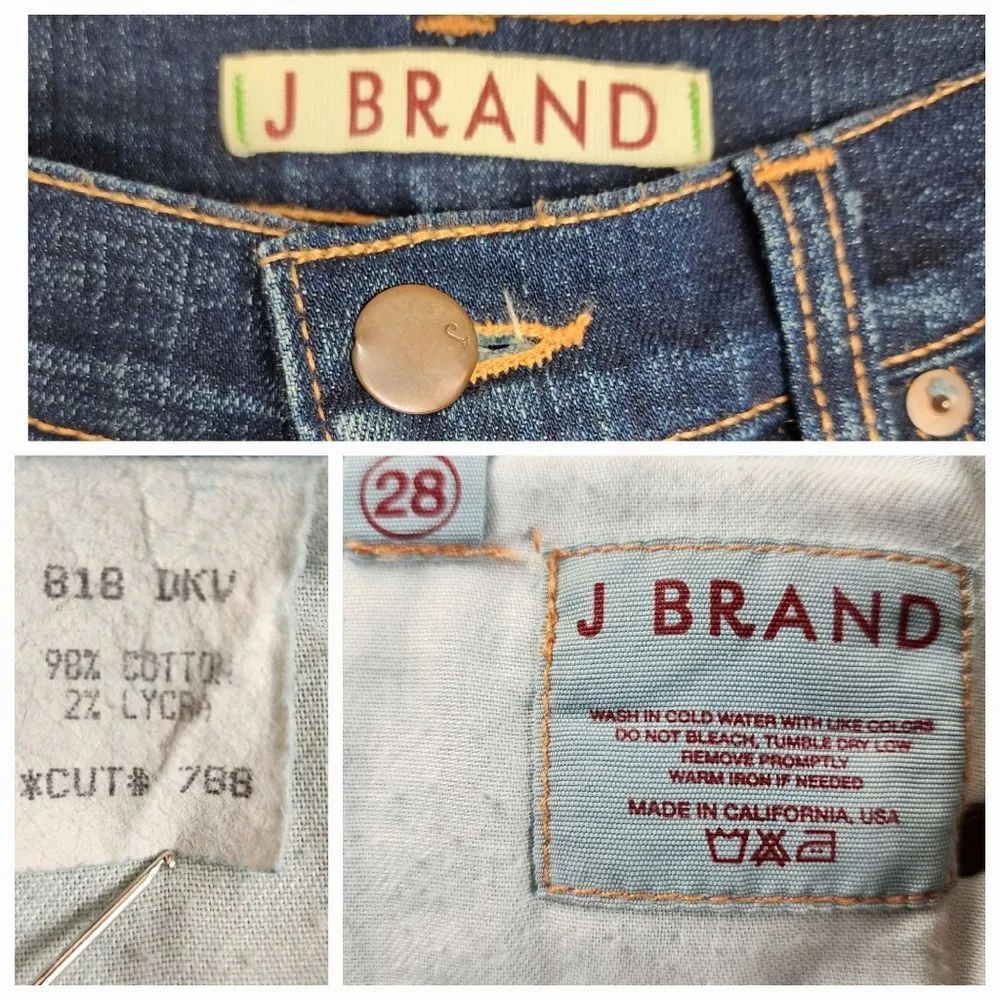 J BRAND
J
818 DKV
98% COTTON
2% LYCRA
*CUT* 788
28
J BRAND
WASH IN COLD WATER WITH LIKE COLORS
DO NOT BLEACH, TUMBLE DRY LOW
REMOVE PROMPTLY
WARM IRON IF NEEDED
MADE IN CALIFORNIA, USA